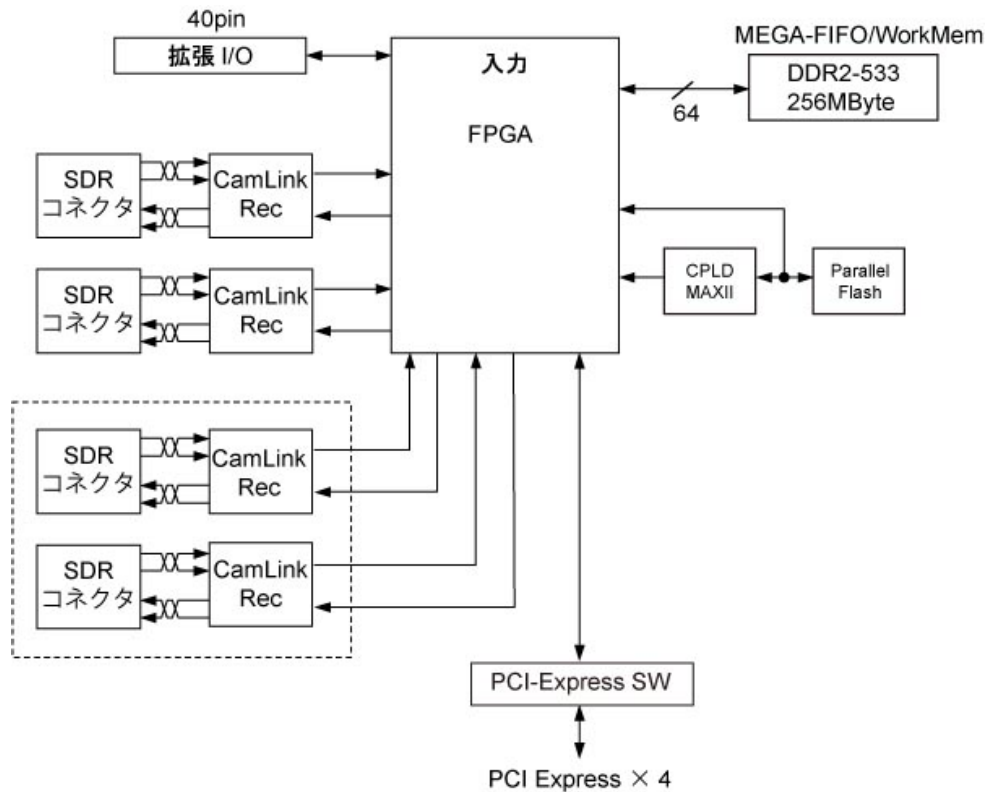 40pin
拡張 I/O
入力
FPGA
MEGA-FIFO/WorkMem
DDR2-533
256MByte
64
SDR
コネクタ
CamLink
Rec
SDR
コネクタ
CamLink
Rec
CPLD
MAXII
Parallel
Flash
SDR
コネクタ
CamLink
Rec
SDR
コネクタ
CamLink
Rec
PCI-Express SW
PCI Express × 4